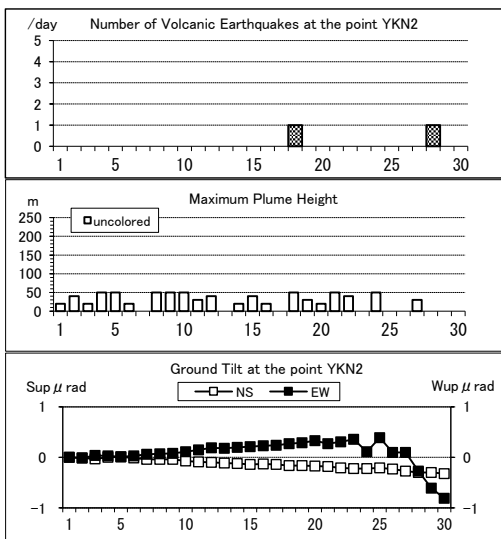 Number of Volcanic Earthquakes at the point YKN2
/day
5
4
3
2
1
0
1 5 10 15 20 25 30
Maximum Plume Height
m
250
200
150
100
50
0
uncolored
1 5 10 15 20 25 30
Ground Tilt at the point YKN2
Sup μ rad
Wup μ rad
NS EW
1 1
0 0
-1 -1
1 5 10 15 20 25 30